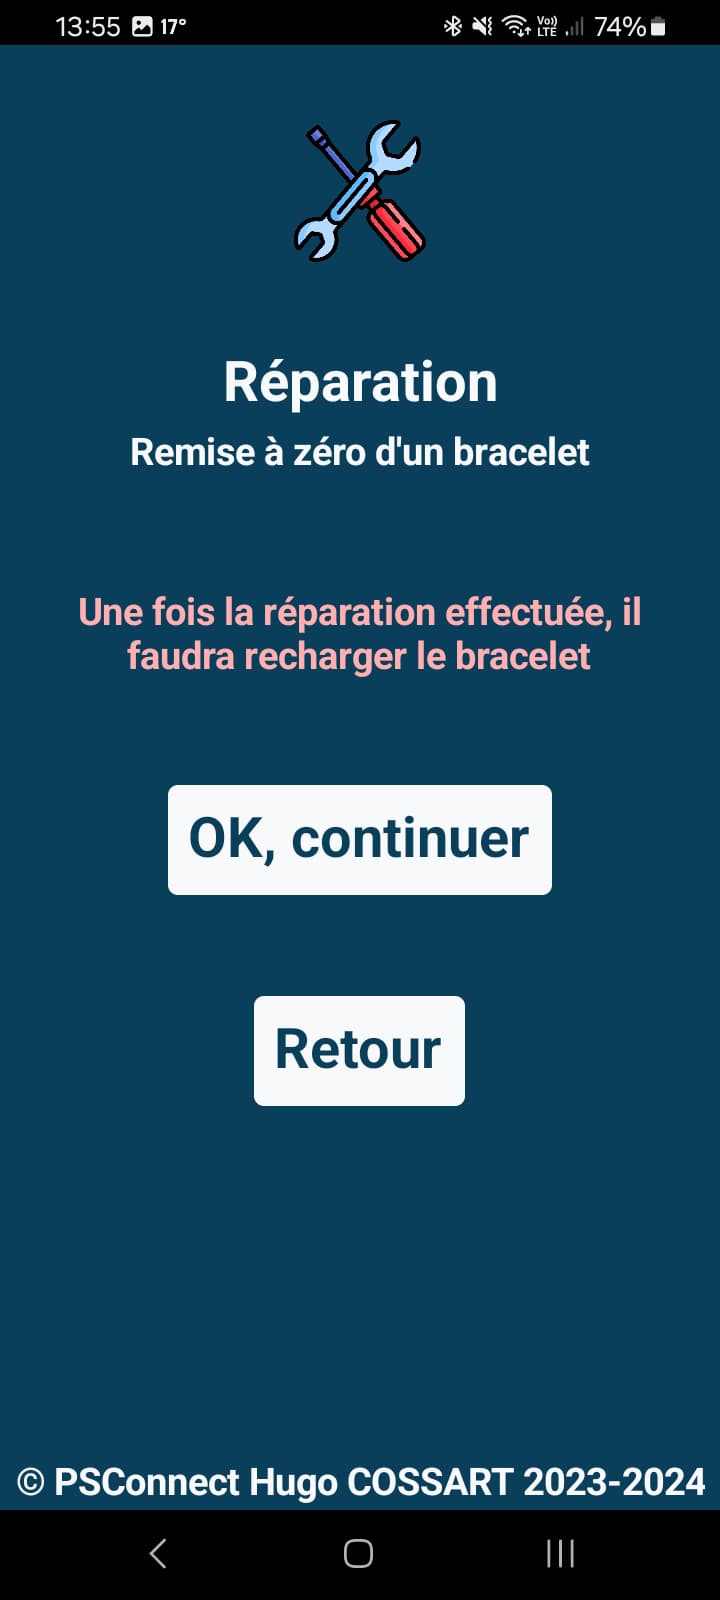 13:55 17° Vo)) LTE 74%
Réparation
Remise à zéro d'un bracelet
Une fois la réparation effectuée, il
faudra recharger le bracelet
OK, continuer
Retour
© PSConnect Hugo COSSART 2023-2024